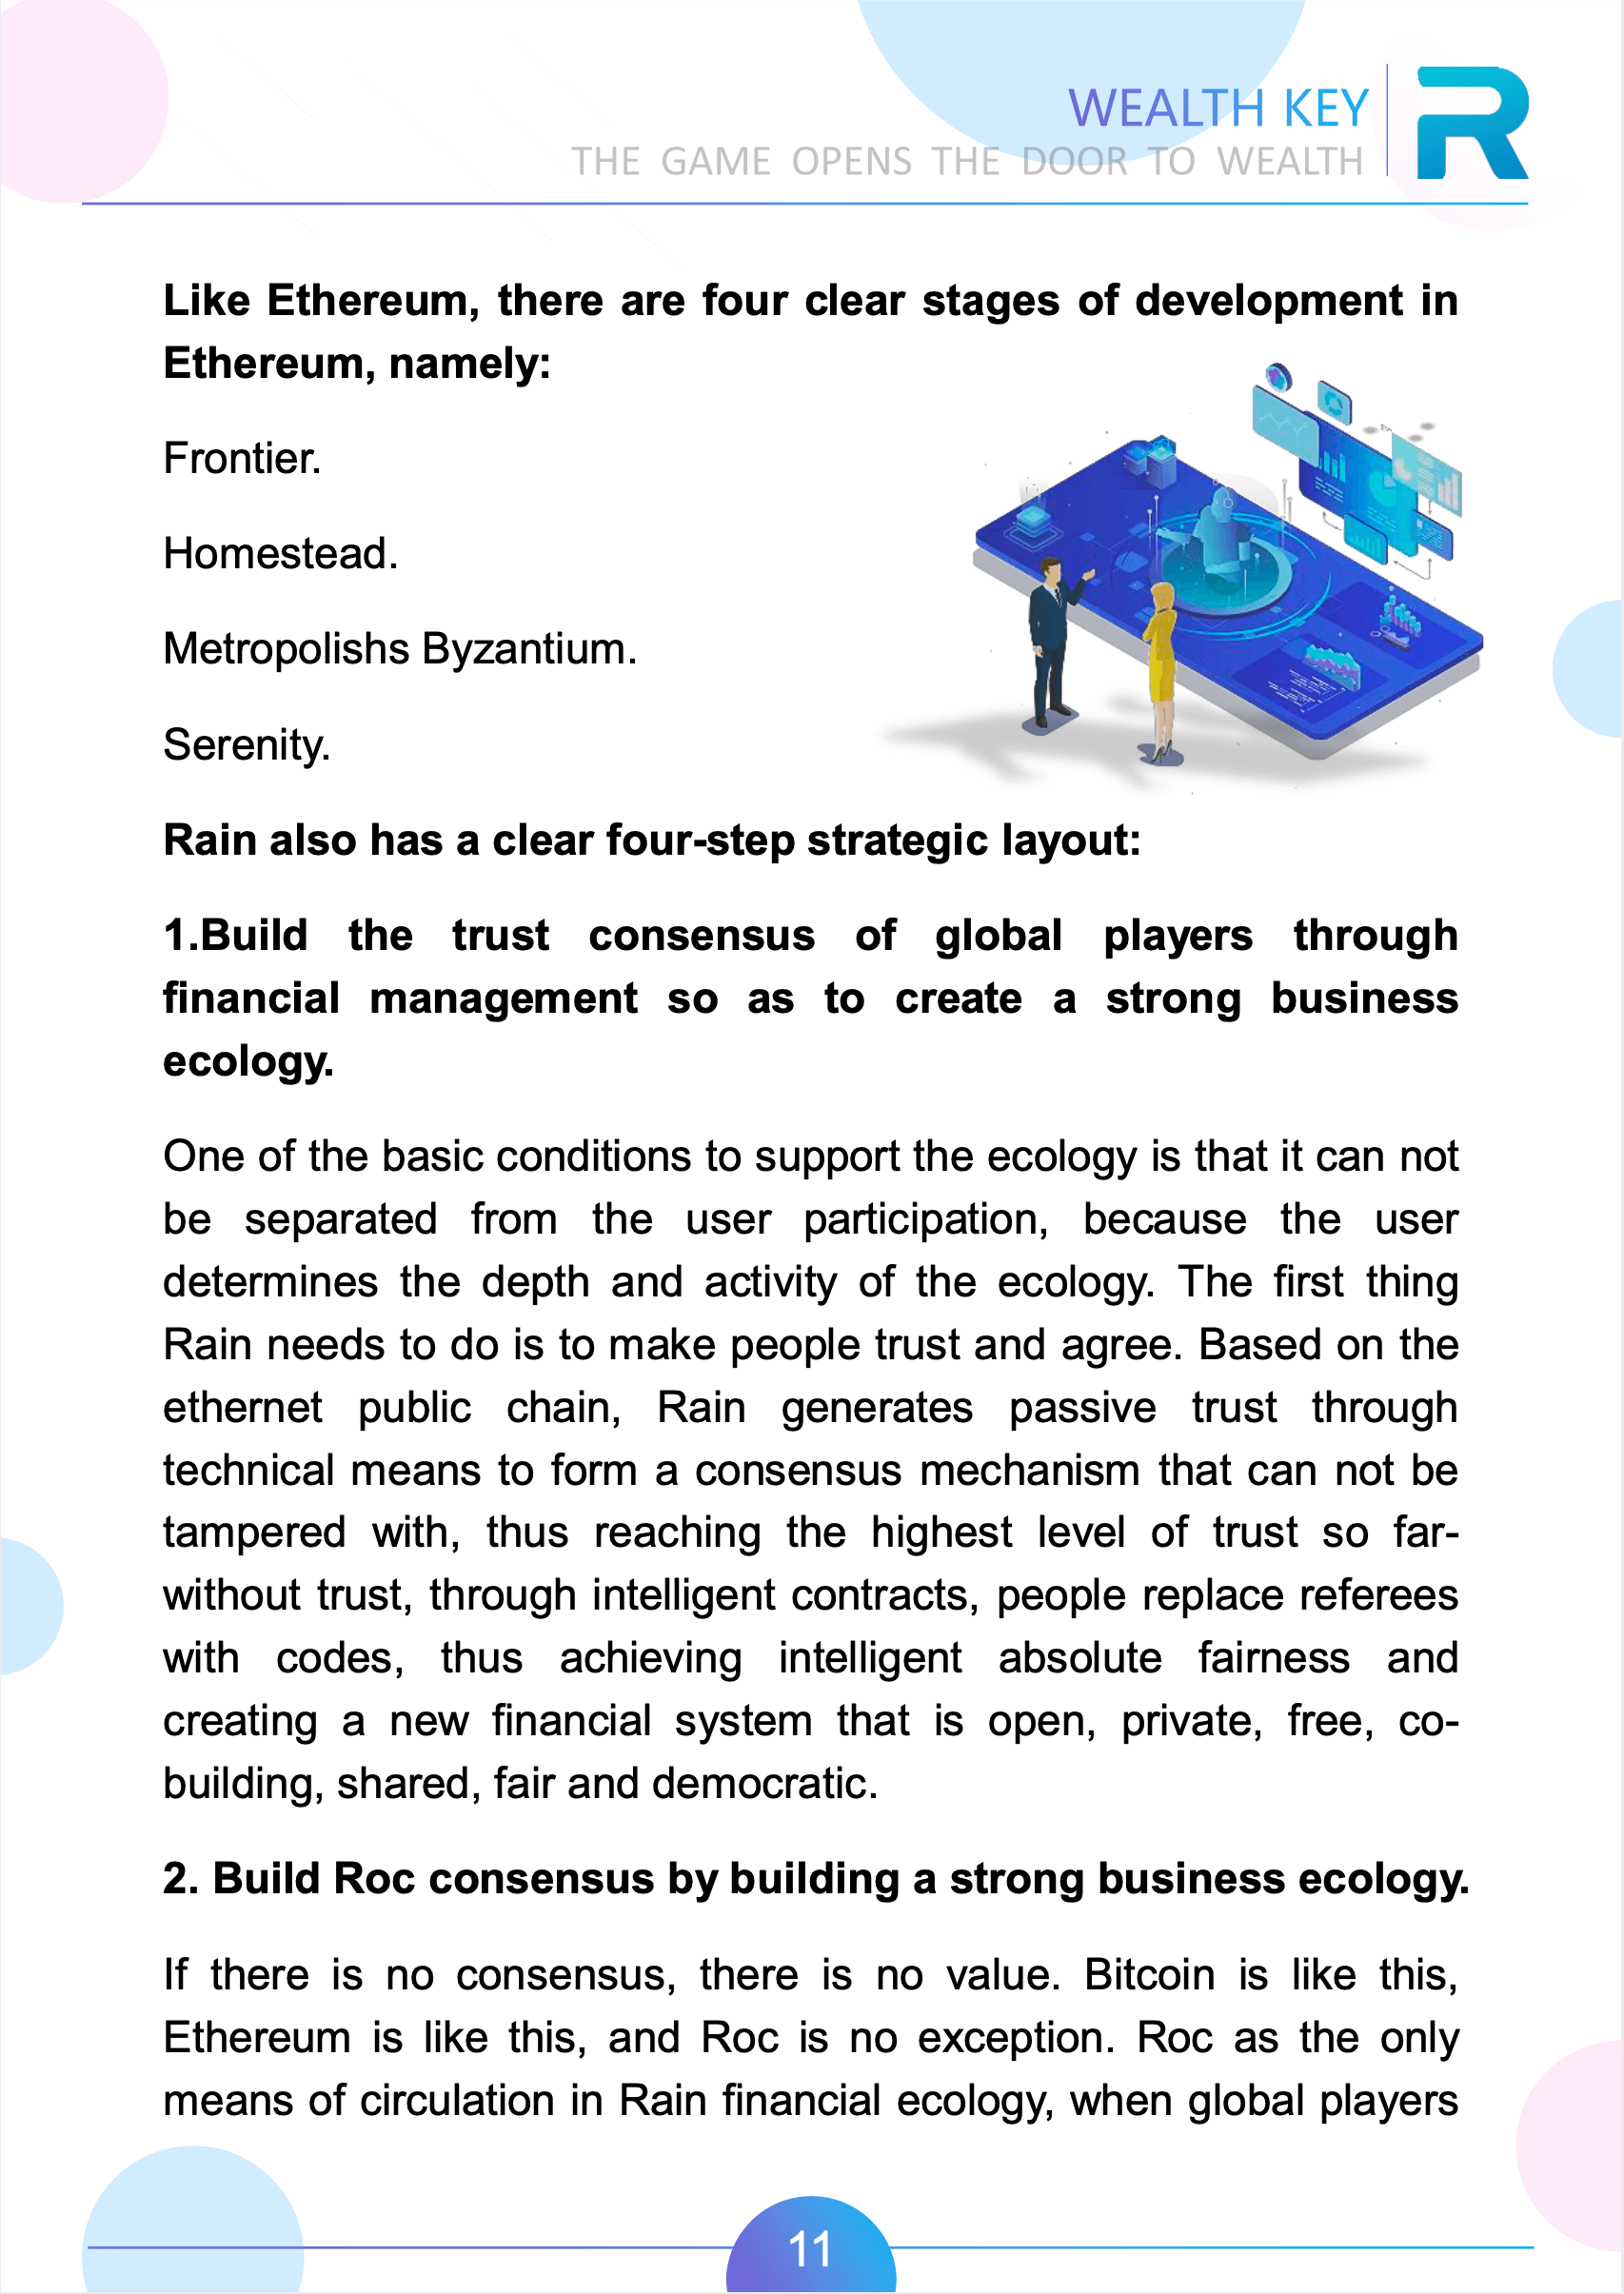 WEALTH KEY
THE GAME OPENS THE DOOR TO WEALTH
R
Like Ethereum, there are four clear stages of development in
Ethereum, namely:
Frontier.
Homestead.
Metropolishs Byzantium.
Serenity.
Rain also has a clear four-step strategic layout:
1.Build the trust consensus of global players through
financial management so as to create a strong business
ecology.
One of the basic conditions to support the ecology is that it can not
be separated from the user participation, because the user
determines the depth and activity of the ecology. The first thing
Rain needs to do is to make people trust and agree. Based on the
ethernet public chain, Rain generates passive trust through
technical means to form a consensus mechanism that can not be
tampered with, thus reaching the highest level of trust so far-
without trust, through intelligent contracts, people replace referees
with codes, thus achieving intelligent absolute fairness and
creating a new financial system that is open, private, free, co-
building, shared, fair and democratic.
2. Build Roc consensus by building a strong business ecology.
If there is no consensus, there is no value. Bitcoin is like this,
Ethereum is like this, and Roc is no exception. Roc as the only
means of circulation in Rain financial ecology, when global players
11